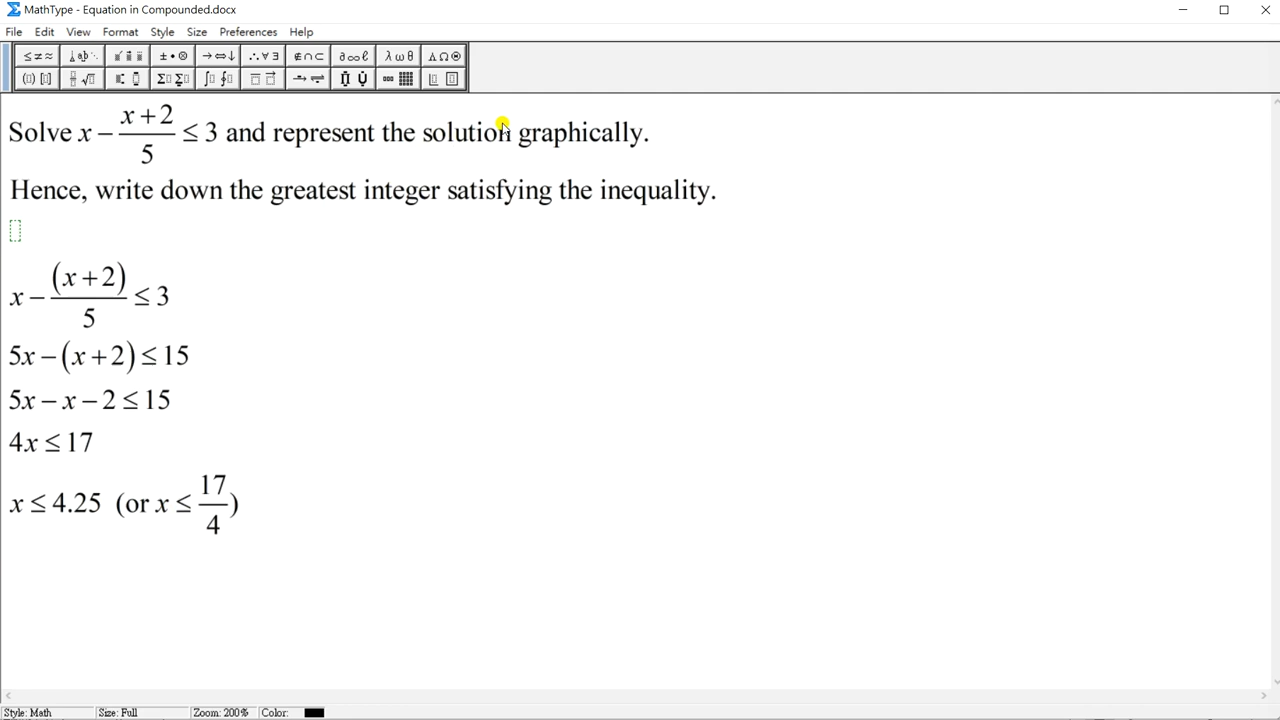 MathType - Equation in Compounded.docx
File Edit View Format Style Size Preferences Help
Solve x − (x + 2)/5 ≤ 3 and represent the solution graphically.
Hence, write down the greatest integer satisfying the inequality.
x − (x + 2)/5 ≤ 3
5x − (x + 2) ≤ 15
5x − x − 2 ≤ 15
4x ≤ 17
x ≤ 4.25 (or x ≤ 17/4)
Style: Math Size: Full Zoom: 200% Color: